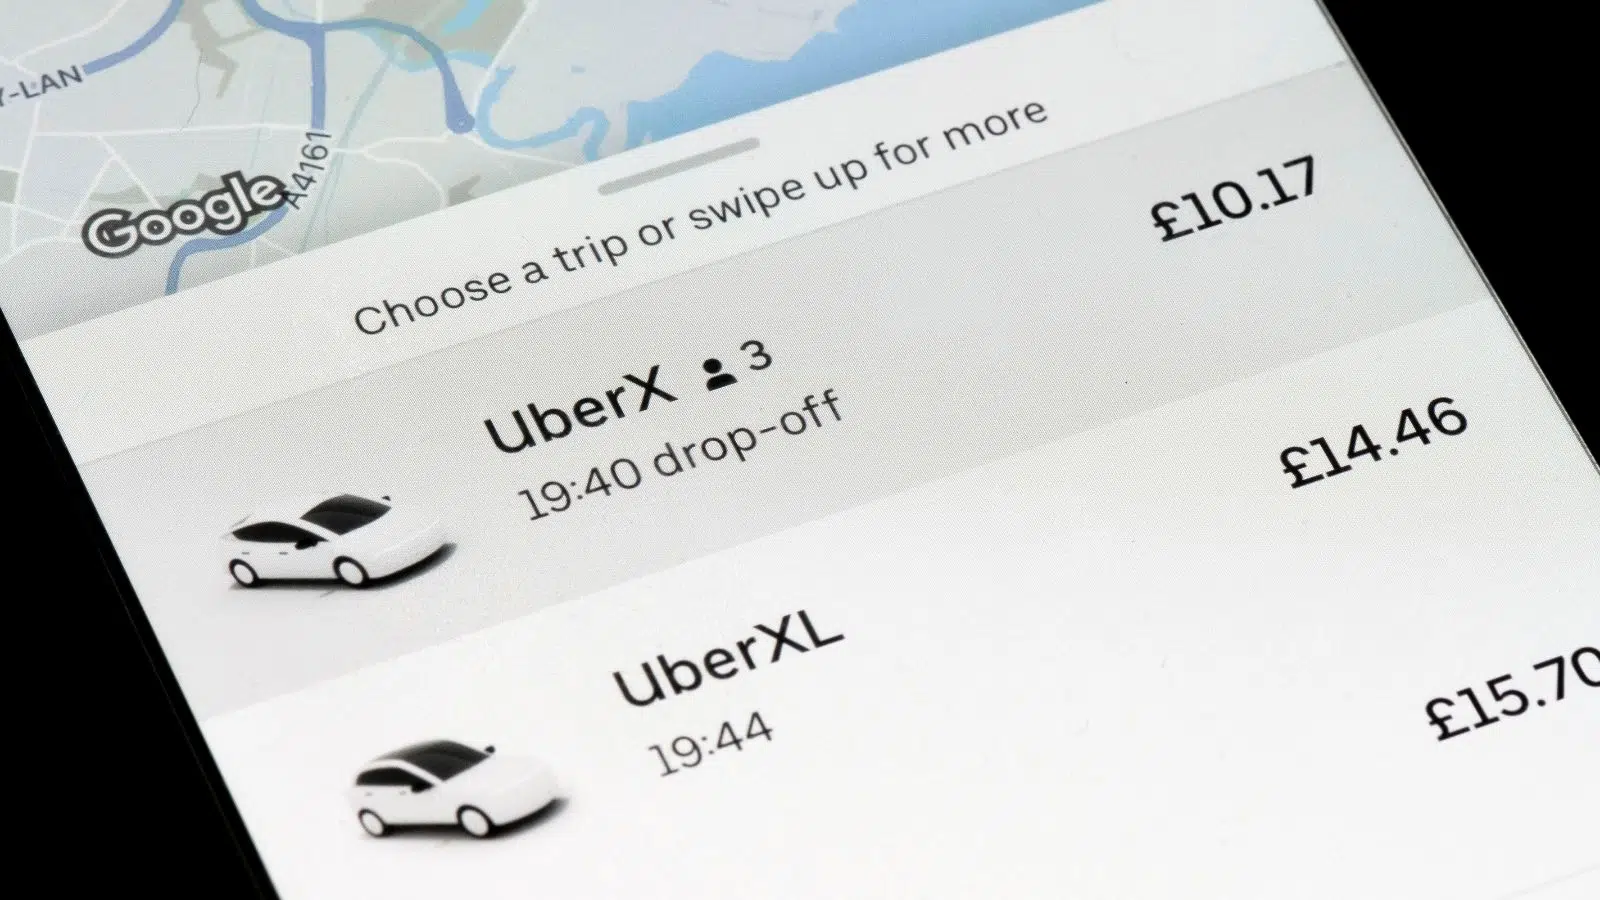 Y-LAN
A4161
Google
Choose a trip or swipe up for more
UberX 3
£10.17
19:40 drop-off
UberXL
£14.46
19:44
£15.70